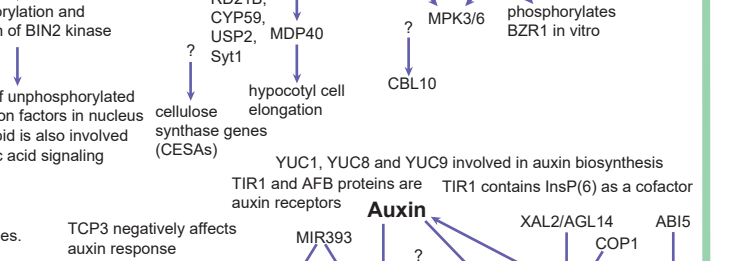 RD21B,
CYP59,
USP2,
Syt1
orylation and
of BIN2 kinase
MDP40
?
MPK3/6
phosphorylates
BZR1 in vitro
?
CBL10
hypocotyl cell
elongation
of unphosphorylated
on factors in nucleus
oid is also involved
c acid signaling
cellulose
synthase genes
(CESAs)
YUC1, YUC8 and YUC9 involved in auxin biosynthesis
TIR1 and AFB proteins are
auxin receptors
TIR1 contains InsP(6) as a cofactor
Auxin
es.
TCP3 negatively affects
auxin response
MIR393
?
XAL2/AGL14
COP1
ABI5